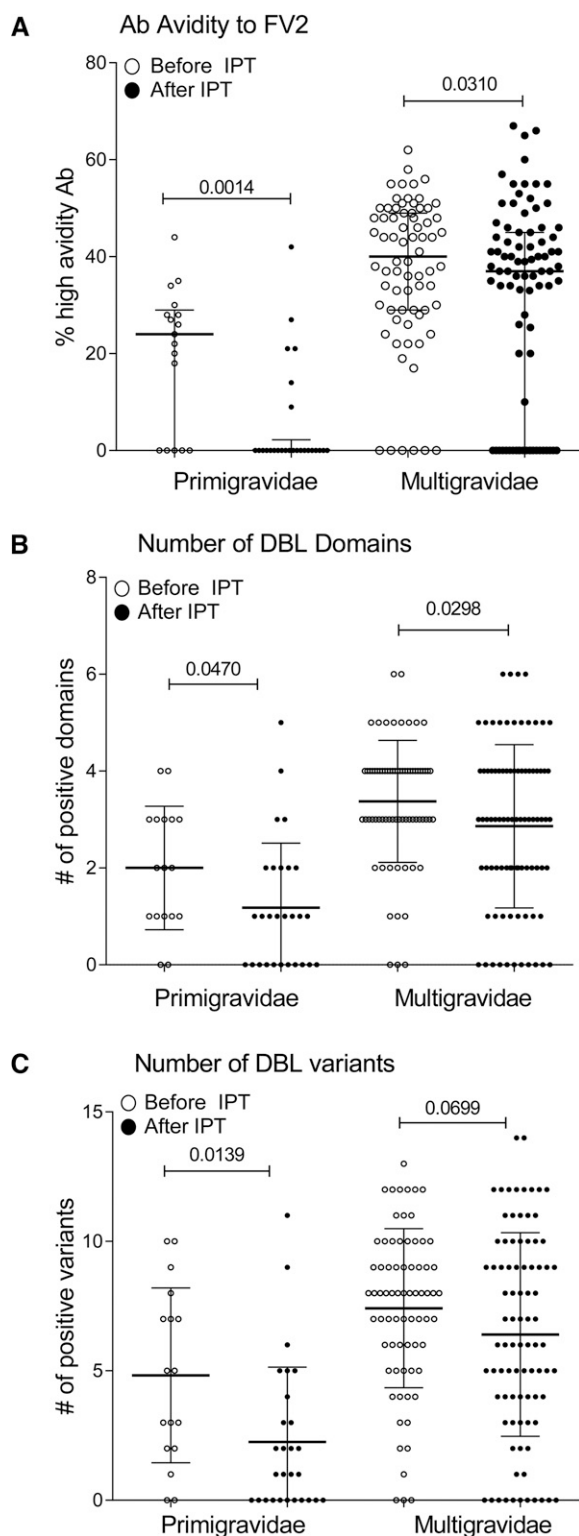 A Ab Avidity to FV2
○ Before IPT
● After IPT
0.0014
0.0310
% high avidity Ab
80
60
40
20
0
Primigravidae Multigravidae
B Number of DBL Domains
○ Before IPT
● After IPT
0.0470
0.0298
# of positive domains
8
6
4
2
0
Primigravidae Multigravidae
C Number of DBL variants
○ Before IPT
● After IPT
0.0139
0.0699
# of positive variants
15
10
5
0
Primigravidae Multigravidae